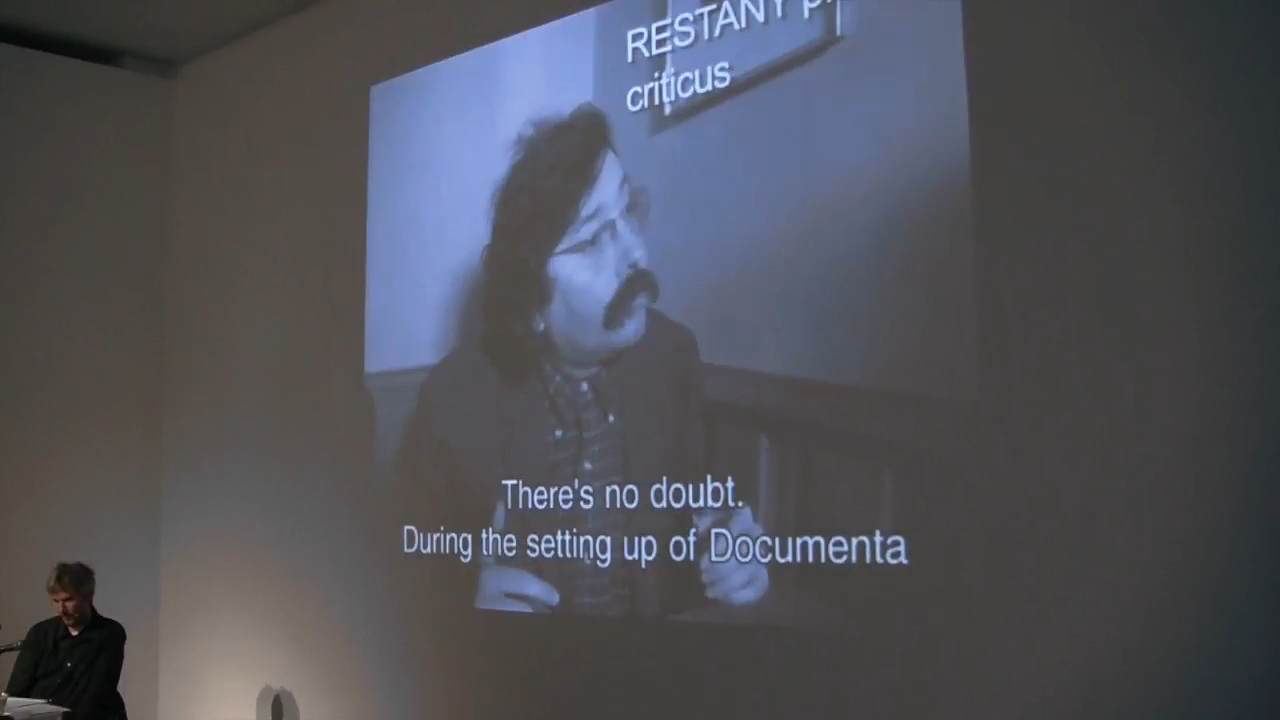 RESTANY
criticus
There's no doubt.
During the setting up of Documenta